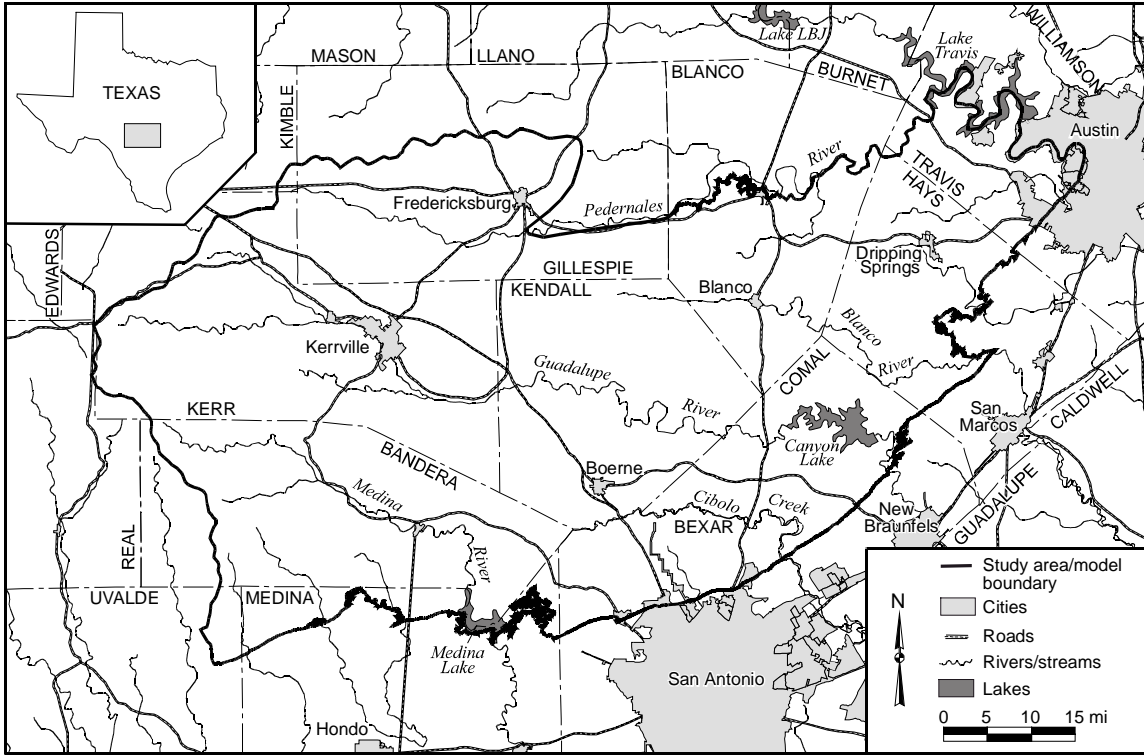 TEXAS
MASON
LLANO
Lake LBJ
BLANCO
BURNET
Lake
Travis
WILLIAMSON
KIMBLE
Austin
River
TRAVIS
HAYS
Fredericksburg
Pedernales
EDWARDS
GILLESPIE
KENDALL
Dripping
Springs
Blanco
Blanco
River
Kerrville
Guadalupe
River
COMAL
CALDWELL
KERR
San
Marcos
Canyon
Lake
BANDERA
Boerne
Medina
River
Cibolo
Creek
BEXAR
New
Braunfels
GUADALUPE
REAL
UVALDE
MEDINA
Medina
Lake
San Antonio
Hondo
Study area/model
boundary
Cities
Roads
Rivers/streams
Lakes
N
0 5 10 15 mi